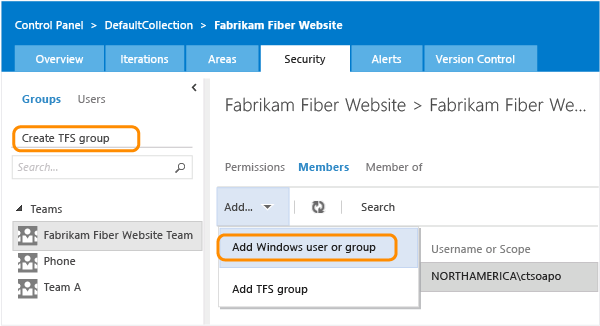 Control Panel > DefaultCollection > Fabrikam Fiber Website
Overview Iterations Areas Security Alerts Version Control
Groups Users
Create TFS group
Search...
Teams
Fabrikam Fiber Website Team
Phone
Team A
Fabrikam Fiber Website > Fabrikam Fiber We...
Permissions Members Member of
Add... Search
Add Windows user or group
Add TFS group
Username or Scope
NORTHAMERICA\ctsoapo